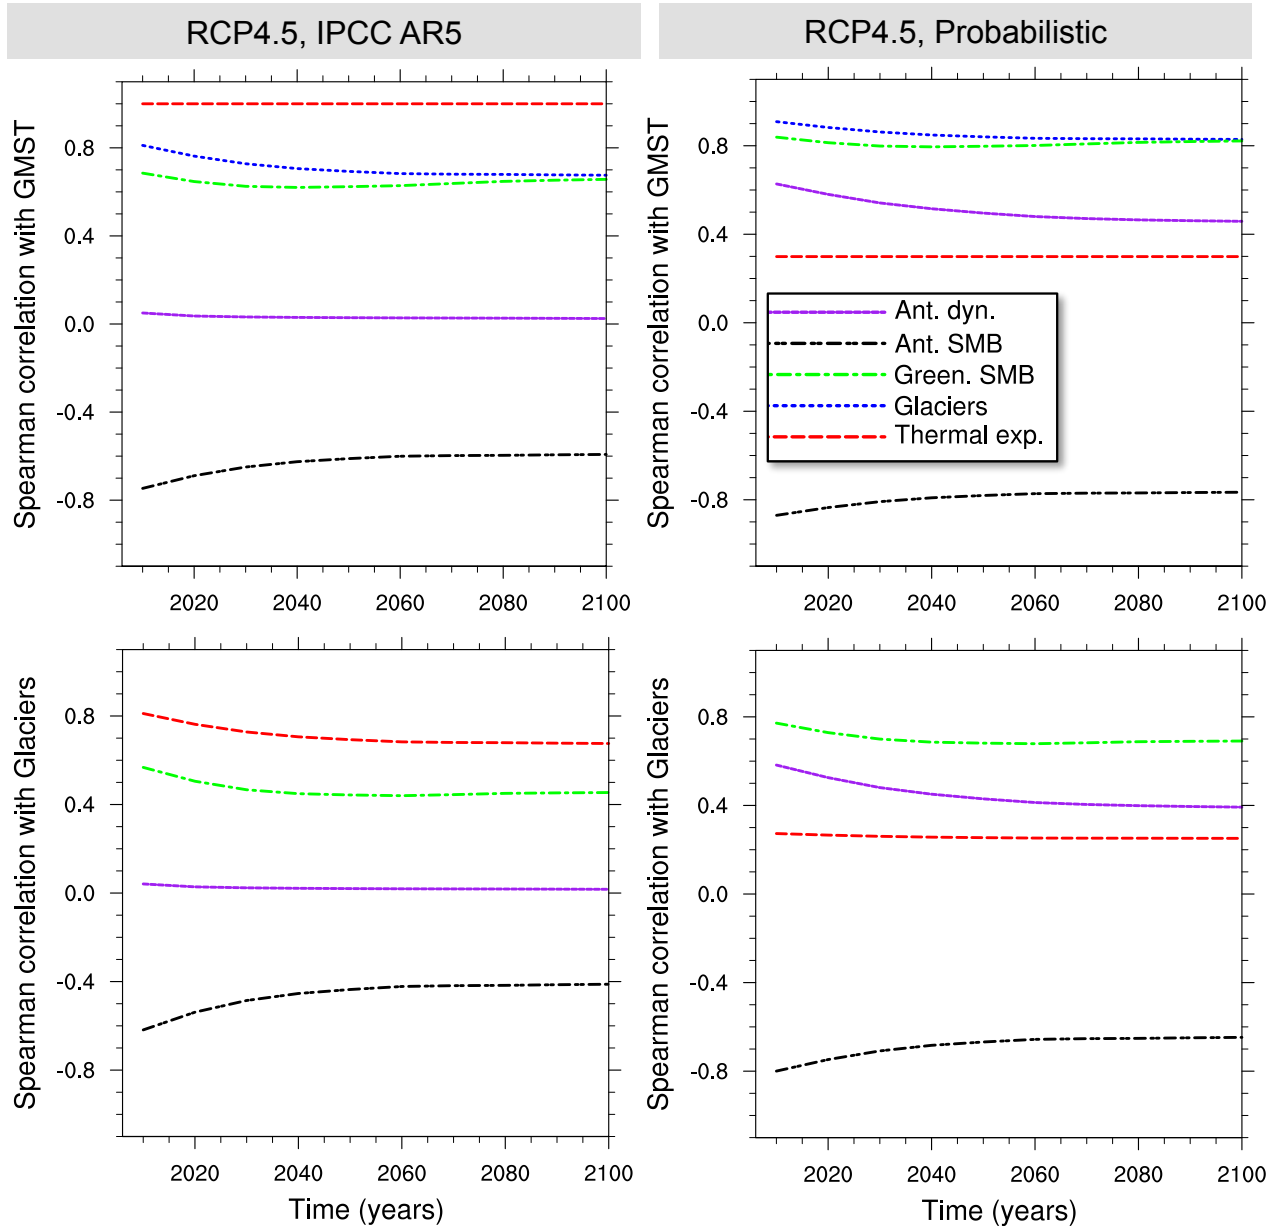 RCP4.5, IPCC AR5
RCP4.5, Probabilistic
Spearman correlation with GMST
0.8
0.4
0.0
-0.4
-0.8
2020 2040 2060 2080 2100
Spearman correlation with GMST
0.8
0.4
0.0
-0.4
-0.8
Ant. dyn.
Ant. SMB
Green. SMB
Glaciers
Thermal exp.
2020 2040 2060 2080 2100
Spearman correlation with Glaciers
0.8
0.4
0.0
-0.4
-0.8
2020 2040 2060 2080 2100
Time (years)
Spearman correlation with Glaciers
0.8
0.4
0.0
-0.4
-0.8
2020 2040 2060 2080 2100
Time (years)